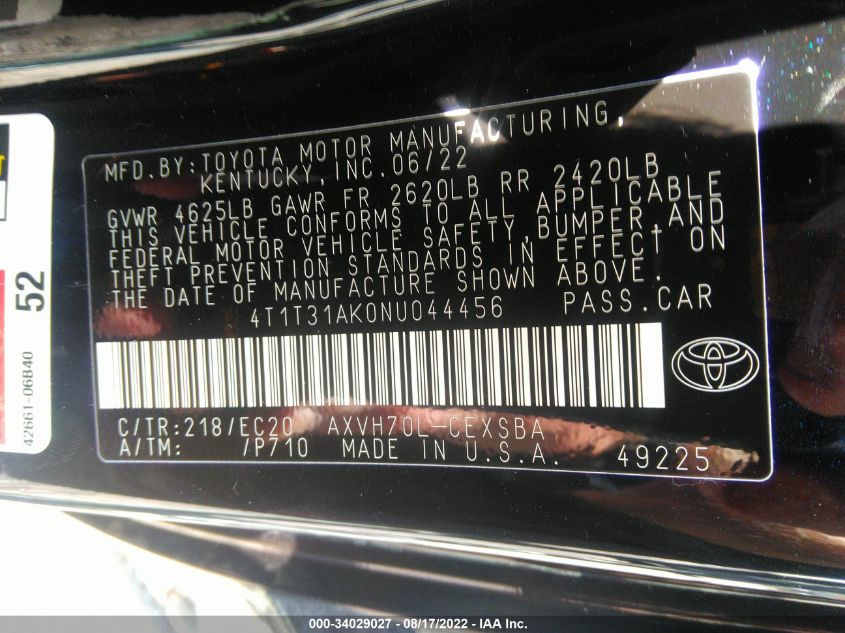 MFD.BY:TOYOTA MOTOR MANUFACTURING,
KENTUCKY,INC.06/22
GVWR 4625LB GAWR FR 2620LB RR 2420LB
THIS VEHICLE CONFORMS TO ALL APPLICABLE
FEDERAL MOTOR VEHICLE SAFETY,BUMPER,AND
THEFT PREVENTION STANDARDS IN EFFECT ON
THE DATE OF MANUFACTURE SHOWN ABOVE.
4T1T31AK0NU044456 PASS.CAR
C/TR:218/EC20 AXVH70L-CEXSBA
A/TM: /P710 MADE IN U.S.A. 49225
52
42661-06B40
000-34029027 - 08/17/2022 - IAA Inc.